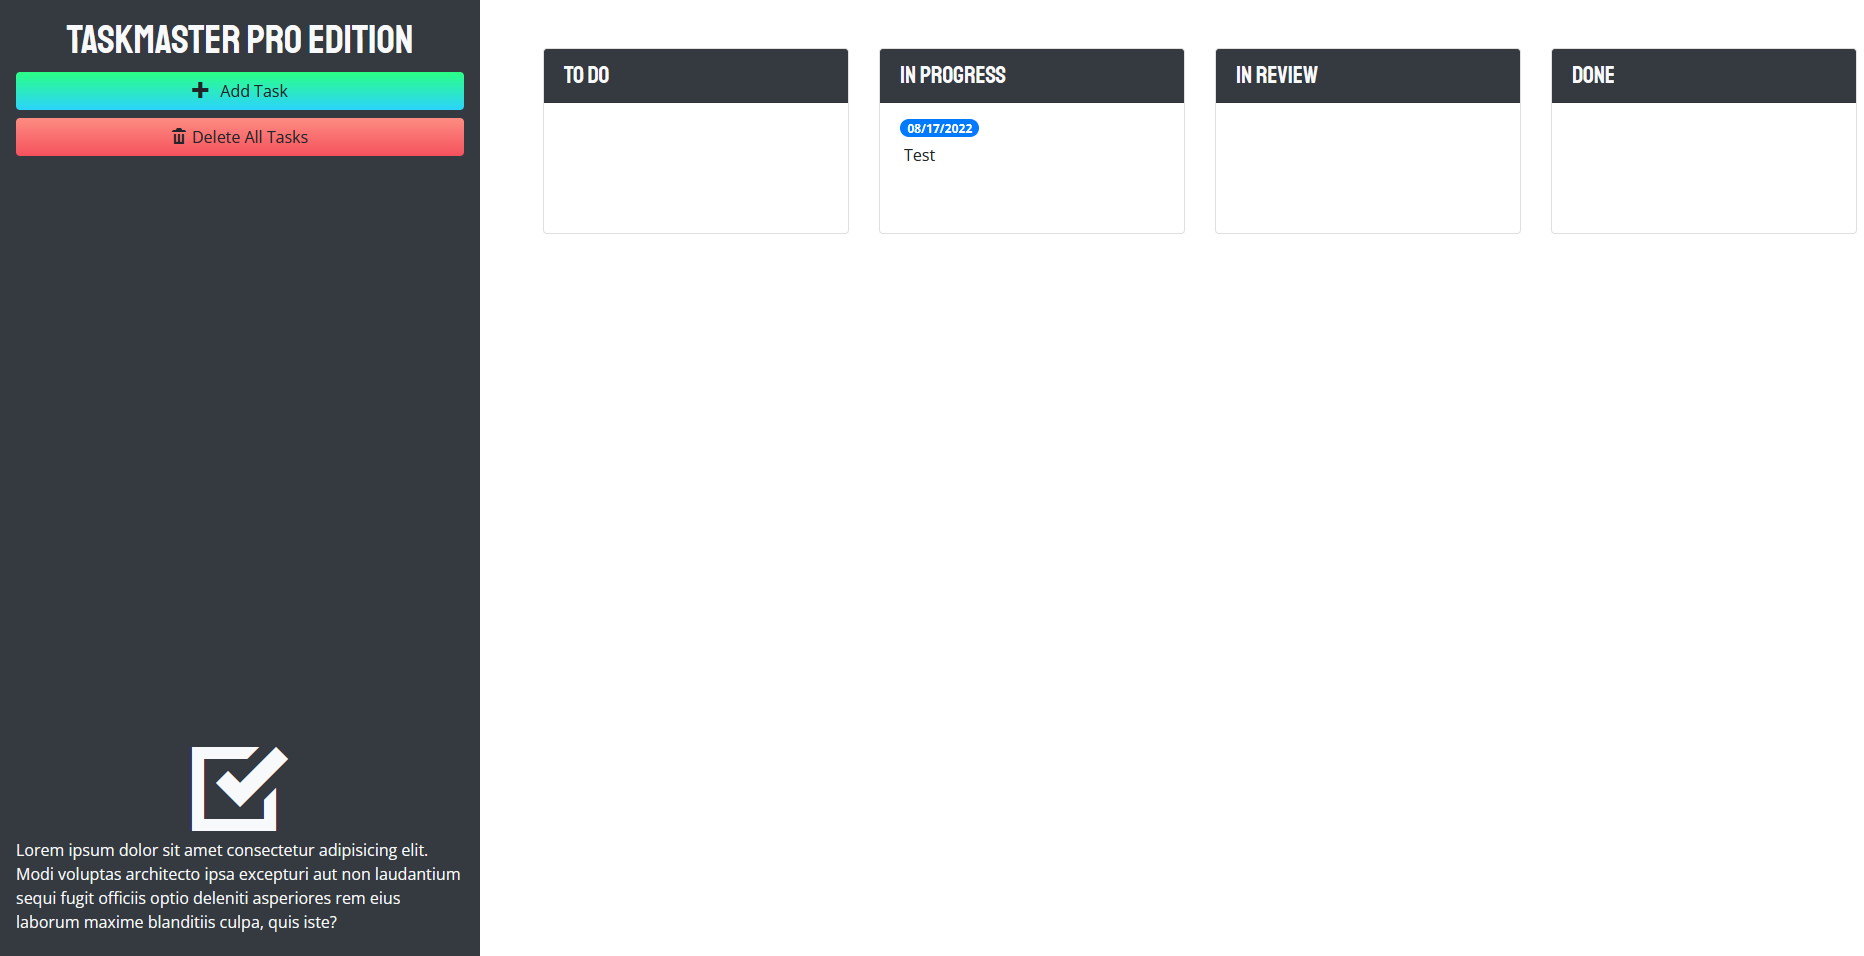 TASKMASTER PRO EDITION
Add Task
Delete All Tasks
Lorem ipsum dolor sit amet consectetur adipisicing elit.
Modi voluptas architecto ipsa excepturi aut non laudantium
sequi fugit officiis optio deleniti asperiores rem eius
laborum maxime blanditiis culpa, quis iste?
TO DO
IN PROGRESS
08/17/2022
Test
IN REVIEW
DONE